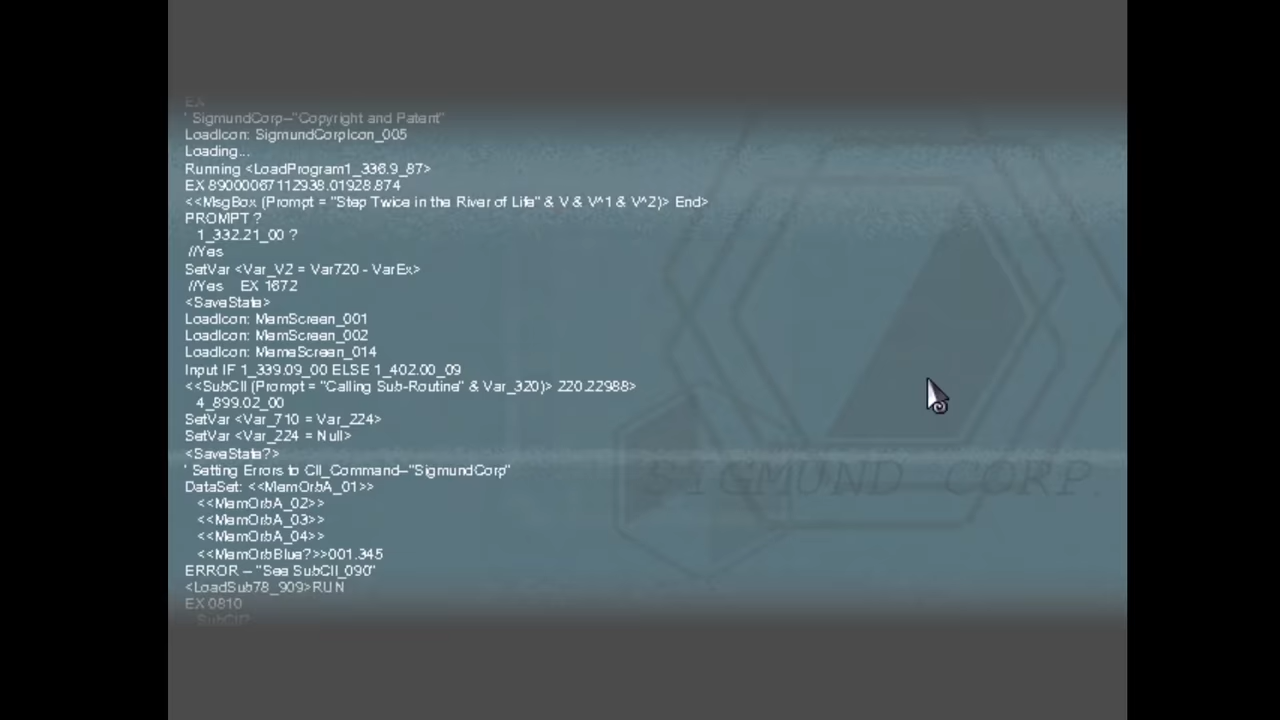 EX
' SigmundCorp--"Copyright and Patent"
LoadIcon: SigmundCorpIcon_005
Loading...
Running <LoadProgram1_336.9_87>
EX 89000067112938.01928.874
<<MsgBox (Prompt = "Step Twice in the River of Life" & V & V^1 & V^2)> End>
PROMPT ?
1_332.21_00 ?
//Yes
SetVar <Var_V2 = Var720 - VarEx>
//Yes EX 1672
<SaveState>
LoadIcon: MemScreen_001
LoadIcon: MemScreen_002
LoadIcon: MemeScreen_014
Input IF 1_339.09_00 ELSE 1_402.00_09
<<SubCll (Prompt = "Calling Sub-Routine" & Var_320)> 220.22988>
4_899.02_00
SetVar <Var_710 = Var_224>
SetVar <Var_224 = Null>
<SaveState?>
' Setting Errors to Cll_Command--"SigmundCorp"
DataSet: <<MemOrbA_01>>
<<MemOrbA_02>>
<<MemOrbA_03>>
<<MemOrbA_04>>
<<MemOrbBlue?>>001.345
ERROR -- "See SubCll_090"
<LoadSub78_909>RUN
EX 0810
SubCll?
SIGMUND CORP.